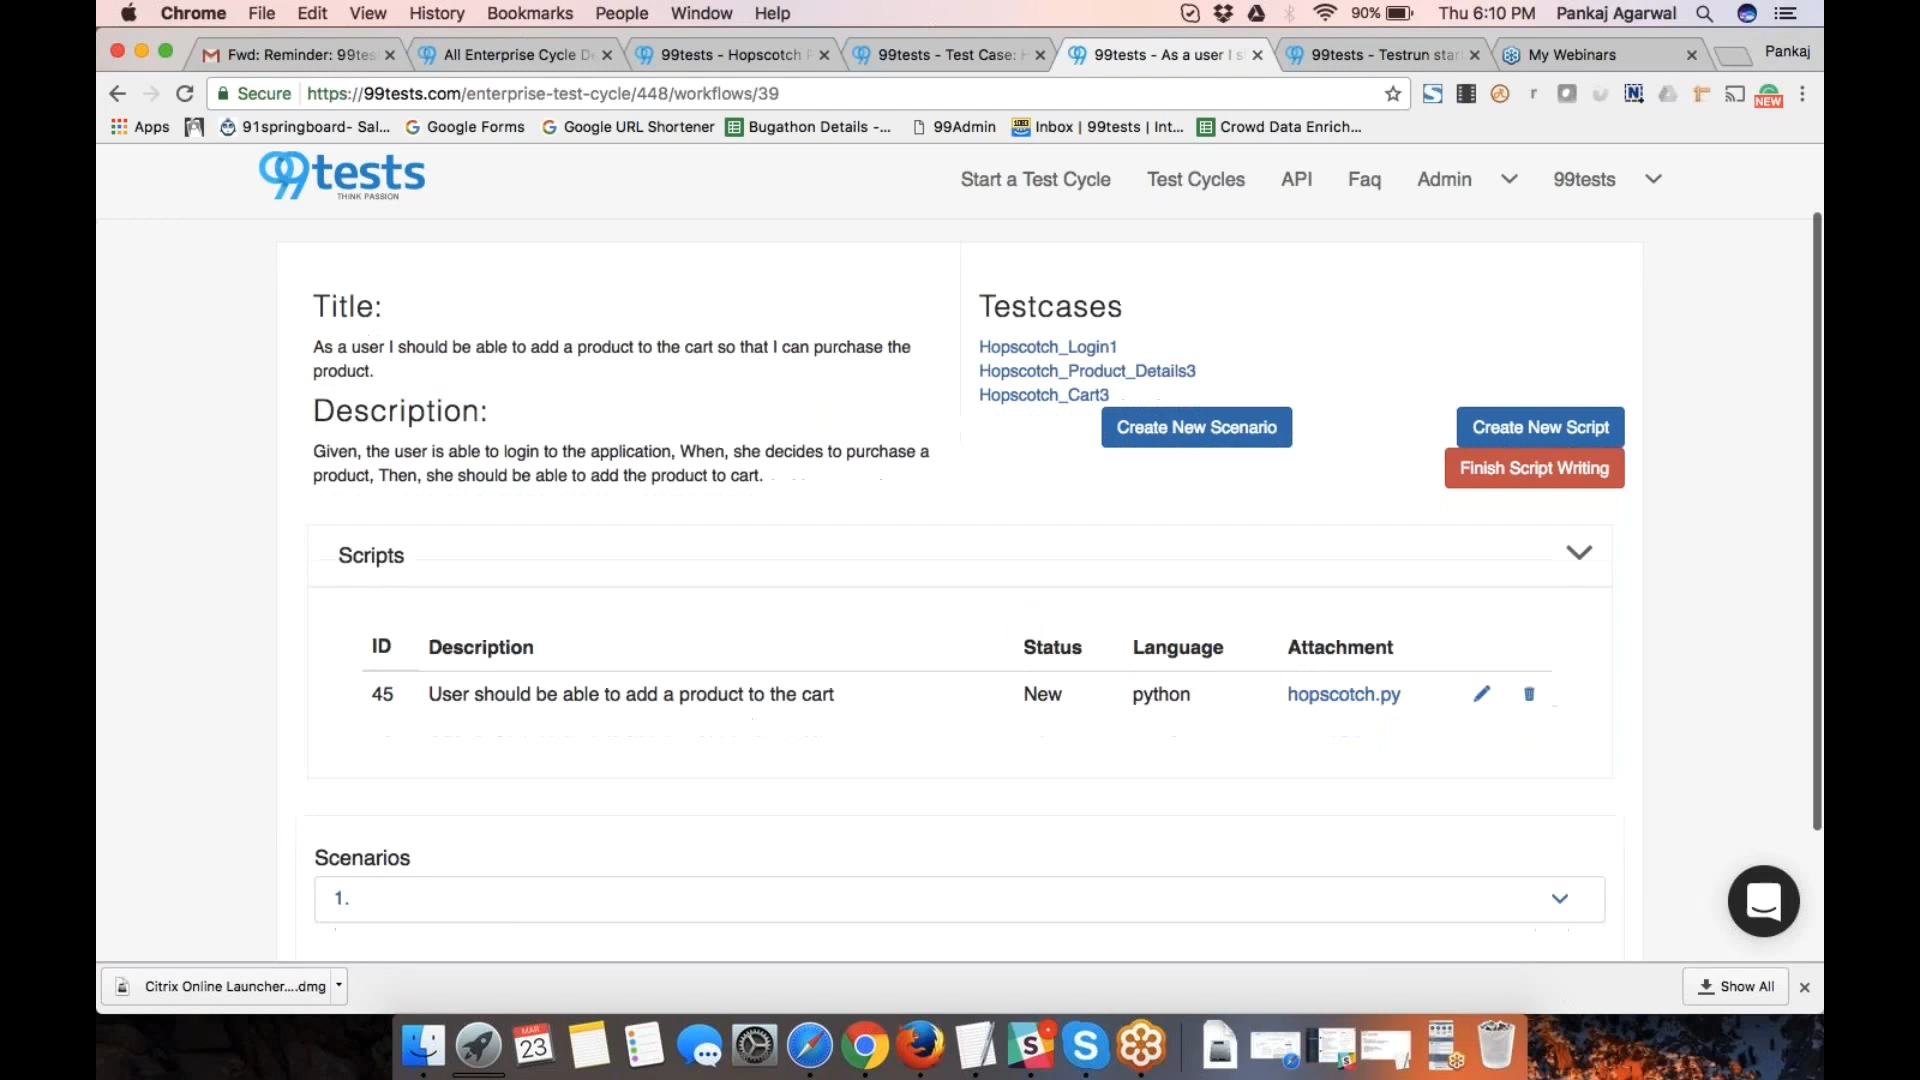 Chrome File Edit View History Bookmarks People Window Help 90% Thu 6:10 PM Pankaj Agarwal
Fwd: Reminder: 99tes All Enterprise Cycle De 99tests - Hopscotch P 99tests - Test Case: H 99tests - As a user I s 99tests - Testrun star My Webinars Pankaj
Secure https://99tests.com/enterprise-test-cycle/448/workflows/39
NEW
Apps 91springboard- Sal... Google Forms Google URL Shortener Bugathon Details -... 99Admin Inbox | 99tests | Int... Crowd Data Enrich...
99tests
THINK PASSION
Start a Test Cycle Test Cycles API Faq Admin 99tests
Title:
As a user I should be able to add a product to the cart so that I can purchase the
product.
Description:
Given, the user is able to login to the application, When, she decides to purchase a
product, Then, she should be able to add the product to cart.
Testcases
Hopscotch_Login1
Hopscotch_Product_Details3
Hopscotch_Cart3
Create New Scenario Create New Script
Finish Script Writing
Scripts
ID Description Status Language Attachment
45 User should be able to add a product to the cart New python hopscotch.py
Scenarios
1.
Citrix Online Launcher....dmg Show All
MAR
23